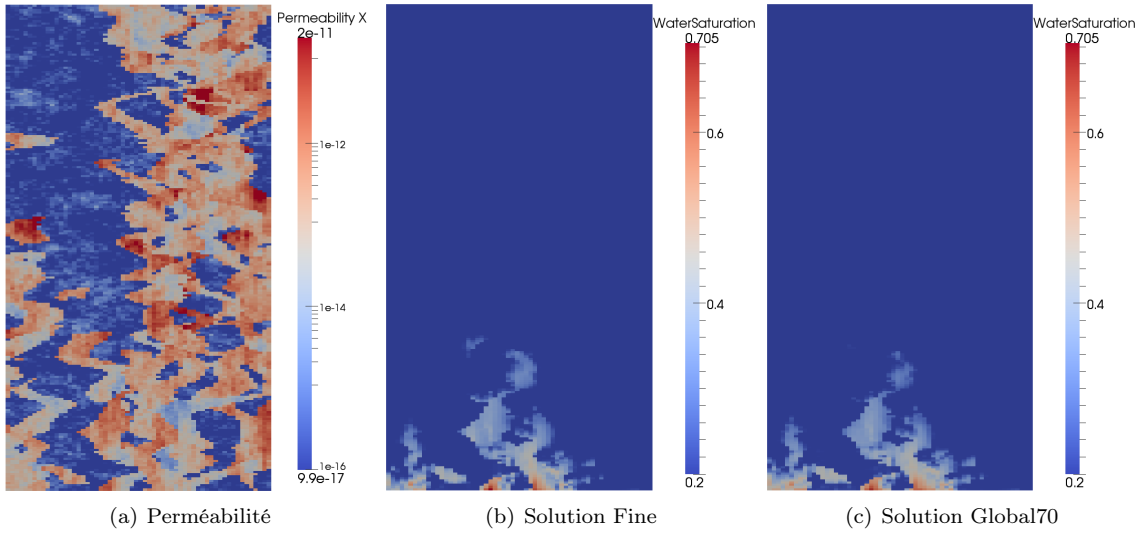 Permeability X
2e-11
1e-12
1e-14
1e-16
9.9e-17
WaterSaturation
0.705
0.6
0.4
0.2
WaterSaturation
0.705
0.6
0.4
0.2
(a) Perméabilité
(b) Solution Fine
(c) Solution Global70